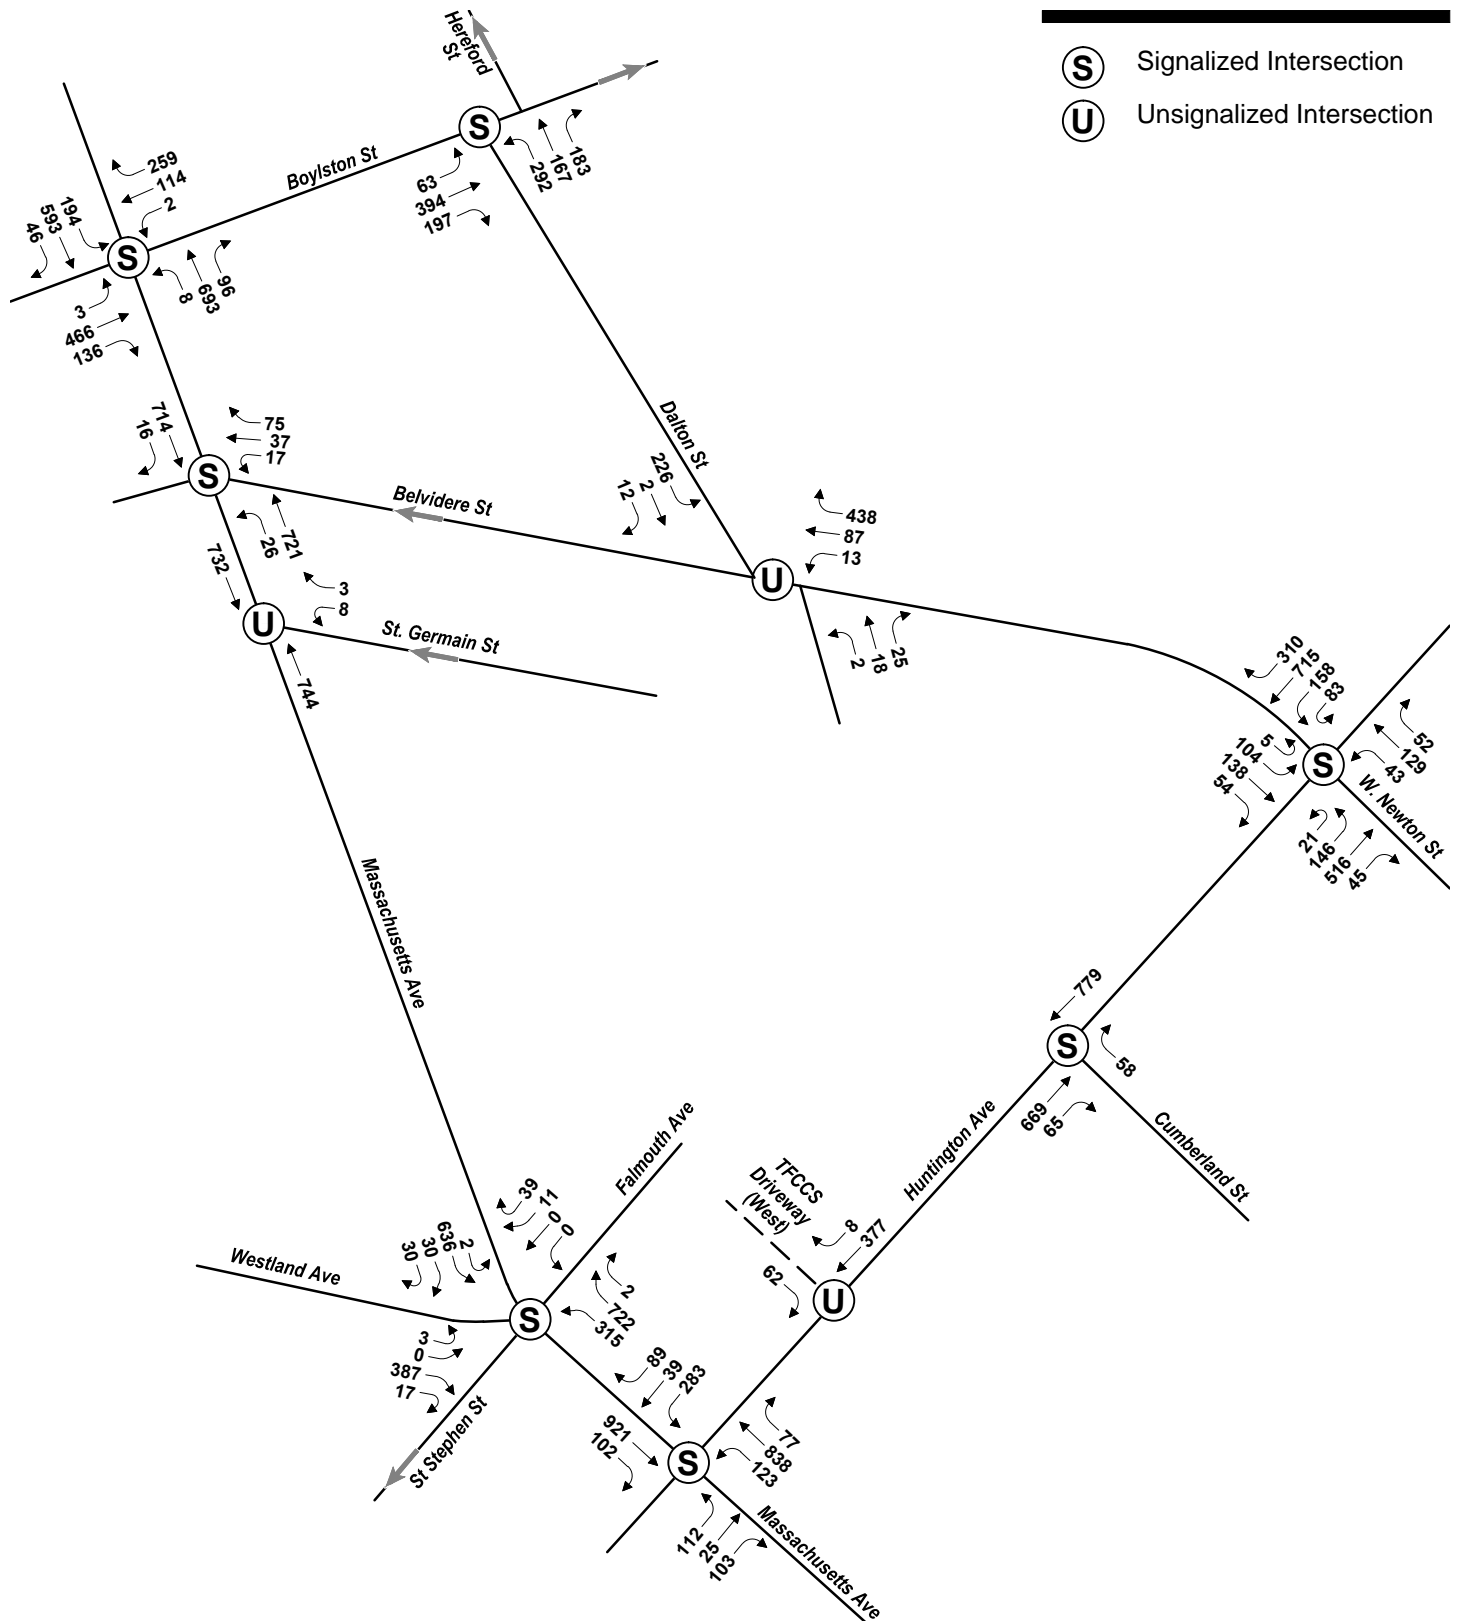 S Signalized Intersection
U Unsignalized Intersection
Hereford
St
S
63
394
197
292
167
183
Boylston St
259
114
2
194
593
46
S
3
466
136
8
693
96
Dalton St
714
16
75
37
17
S
26
721
Belvidere St
226
2
12
438
87
13
U
2
18
25
732
3
8
U
St. Germain St
744
310
715
158
83
5
104
138
54
S
52
129
43
W. Newton St
21
146
516
45
Massachusetts Ave
779
S
58
669
65
Cumberland St
Huntington Ave
TFCCS
Driveway
(West)
8
377
62
U
Falmouth Ave
39
11
0
0
2
636
30
30
Westland Ave
S
2
722
315
3
0
387
17
St Stephen St
89
39
283
921
102
S
77
838
123
112
25
103
Massachusetts Ave